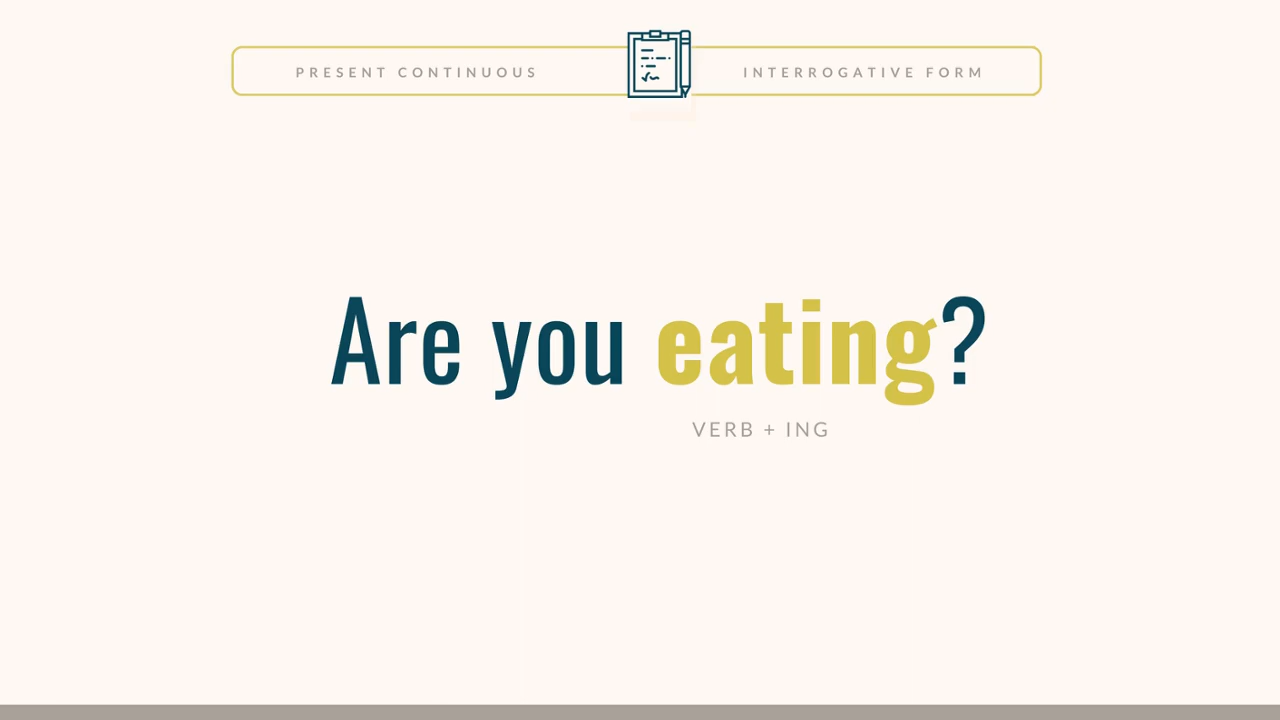 PRESENT CONTINUOUS
INTERROGATIVE FORM
Are you eating?
VERB + ING